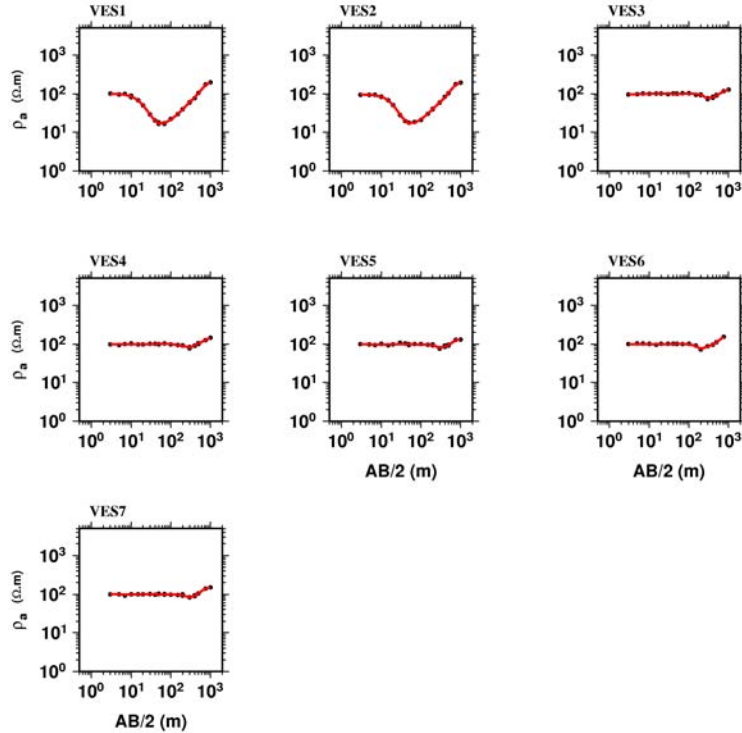 VES1 VES2 VES3
ρa (Ω.m) 10³ 10² 10¹ 10⁰
10³ 10² 10¹ 10⁰
10³ 10² 10¹ 10⁰
10⁰ 10¹ 10² 10³ 10⁰ 10¹ 10² 10³ 10⁰ 10¹ 10² 10³
VES4 VES5 VES6
ρa (Ω.m) 10³ 10² 10¹ 10⁰
10³ 10² 10¹ 10⁰
10³ 10² 10¹ 10⁰
10⁰ 10¹ 10² 10³ 10⁰ 10¹ 10² 10³ 10⁰ 10¹ 10² 10³
AB/2 (m) AB/2 (m)
VES7
ρa (Ω.m) 10³ 10² 10¹ 10⁰
10⁰ 10¹ 10² 10³
AB/2 (m)